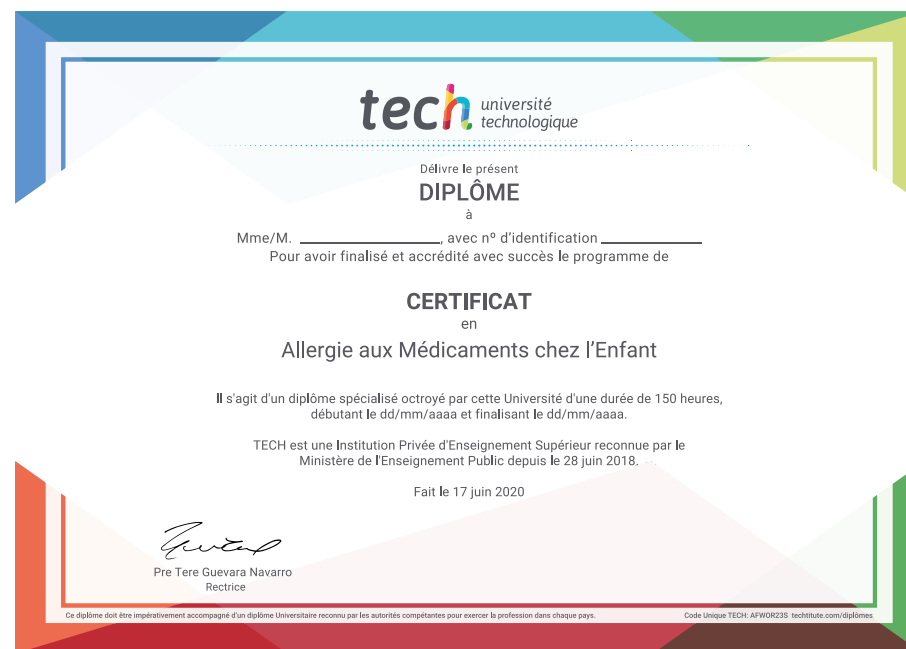 tech université
technologique
Délivre le présent
DIPLÔME
à
Mme/M. ____________________, avec nº d'identification ______________
Pour avoir finalisé et accrédité avec succès le programme de
CERTIFICAT
en
Allergie aux Médicaments chez l'Enfant
Il s'agit d'un diplôme spécialisé octroyé par cette Université d'une durée de 150 heures,
débutant le dd/mm/aaaa et finalisant le dd/mm/aaaa.
TECH est une Institution Privée d'Enseignement Supérieur reconnue par le
Ministère de l'Enseignement Public depuis le 28 juin 2018.
Fait le 17 juin 2020
Pre Tere Guevara Navarro
Rectrice
Ce diplôme doit être impérativement accompagné d'un diplôme Universitaire reconnu par les autorités compétentes pour exercer la profession dans chaque pays. Code Unique TECH: AFWOR23S techtitute.com/diplômes